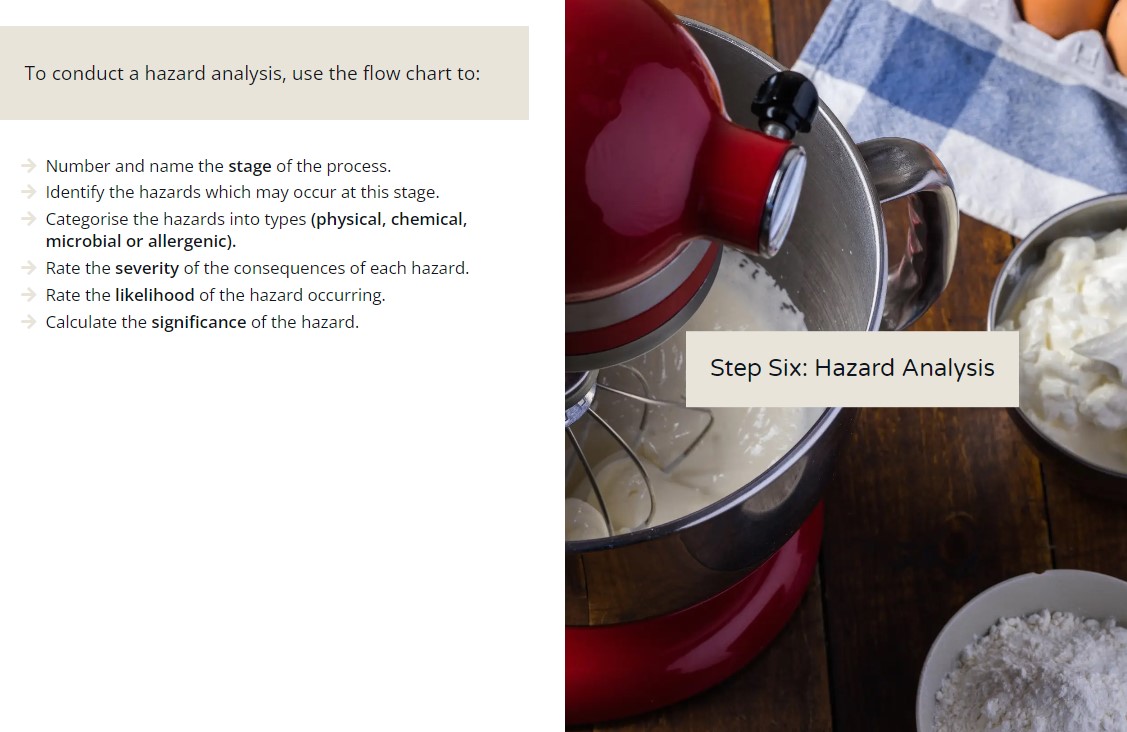 To conduct a hazard analysis, use the flow chart to:
Number and name the stage of the process.
Identify the hazards which may occur at this stage.
Categorise the hazards into types (physical, chemical,
microbial or allergenic).
Rate the severity of the consequences of each hazard.
Rate the likelihood of the hazard occurring.
Calculate the significance of the hazard.
Step Six: Hazard Analysis